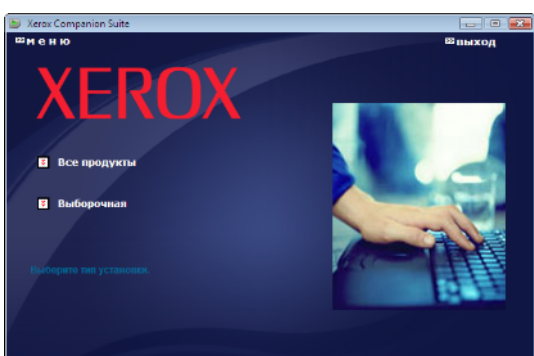 Xerox Companion Suite
меню
выход
XEROX
Все продукты
Выборочная
Выберите тип установки.